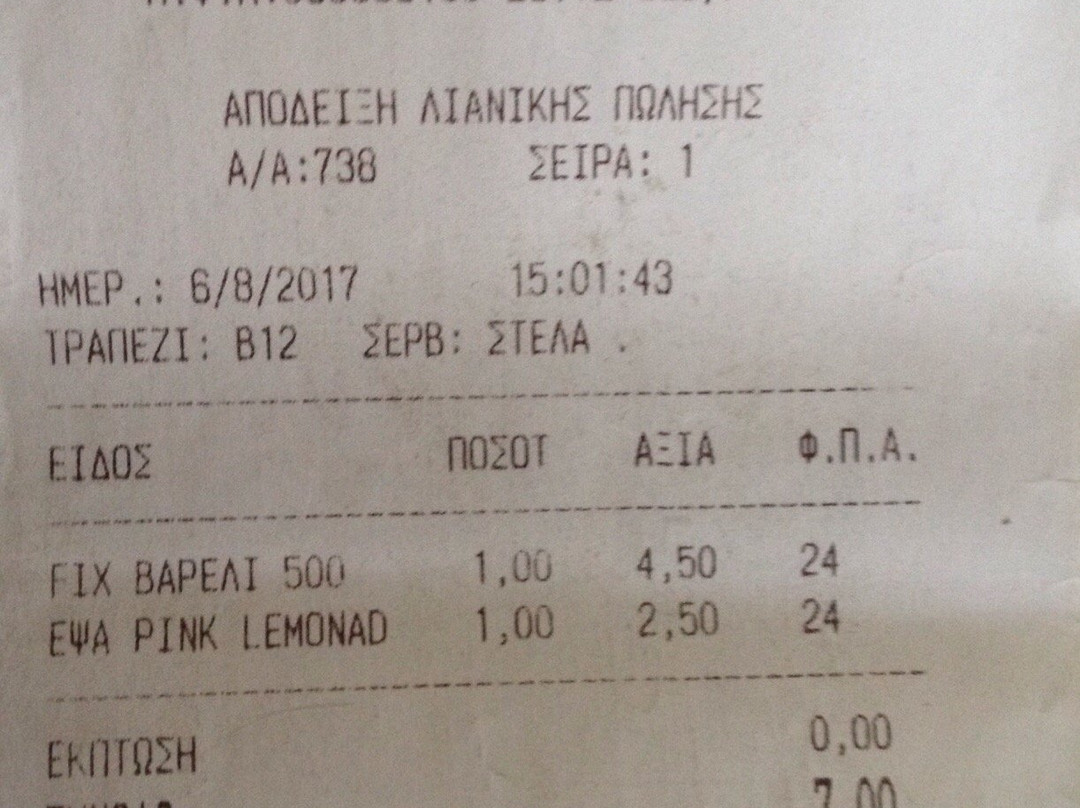 ΑΠΟΔΕΙΞΗ ΛΙΑΝΙΚΗΣ ΠΩΛΗΣΗΣ
Α/Α:738 ΣΕΙΡΑ: 1
ΗΜΕΡ.: 6/8/2017 15:01:43
ΤΡΑΠΕΖΙ: Β12 ΣΕΡΒ: ΣΤΕΛΑ .
ΕΙΔΟΣ ΠΟΣΟΤ ΑΞΙΑ Φ.Π.Α.
FIX ΒΑΡΕΛΙ 500 1,00 4,50 24
ΕΨΑ PINK LEMONAD 1,00 2,50 24
ΕΚΠΤΩΣΗ 0,00
7,00